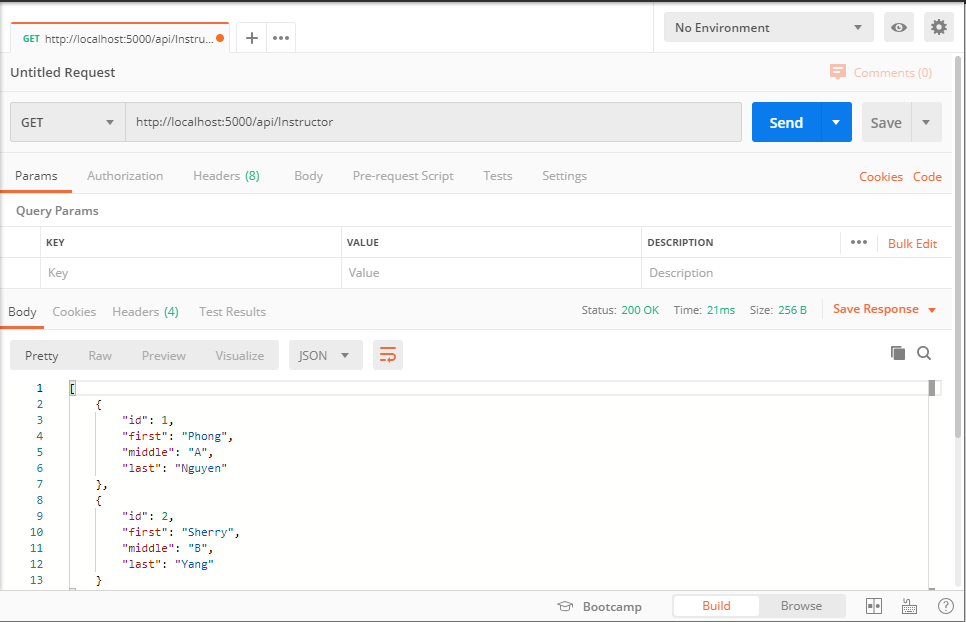 GET http://localhost:5000/api/Instru...
No Environment
Untitled Request
Comments (0)
GET http://localhost:5000/api/Instructor Send Save
Params Authorization Headers (8) Body Pre-request Script Tests Settings Cookies Code
Query Params
KEY VALUE DESCRIPTION Bulk Edit
Key Value Description
Body Cookies Headers (4) Test Results Status: 200 OK Time: 21ms Size: 256 B Save Response
Pretty Raw Preview Visualize JSON
1 [
2 {
3 "id": 1,
4 "first": "Phong",
5 "middle": "A",
6 "last": "Nguyen"
7 },
8 {
9 "id": 2,
10 "first": "Sherry",
11 "middle": "B",
12 "last": "Yang"
13 }
Bootcamp Build Browse